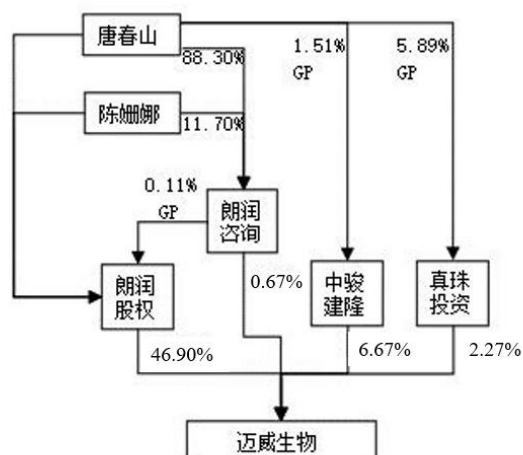 唐春山
88.30%
1.51%
GP
5.89%
GP
陈姗娜
11.70%
0.11%
GP
朗润
咨询
朗润
股权
0.67%
中骏
建隆
真珠
投资
46.90%
6.67%
2.27%
迈威生物